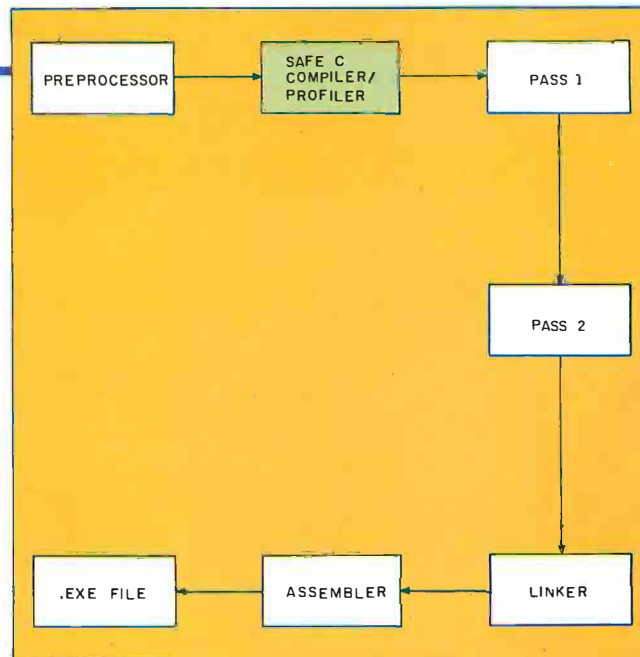 PREPROCESSOR
SAFE C
COMPILER/
PROFILER
PASS 1
PASS 2
.EXE FILE
ASSEMBLER
LINKER